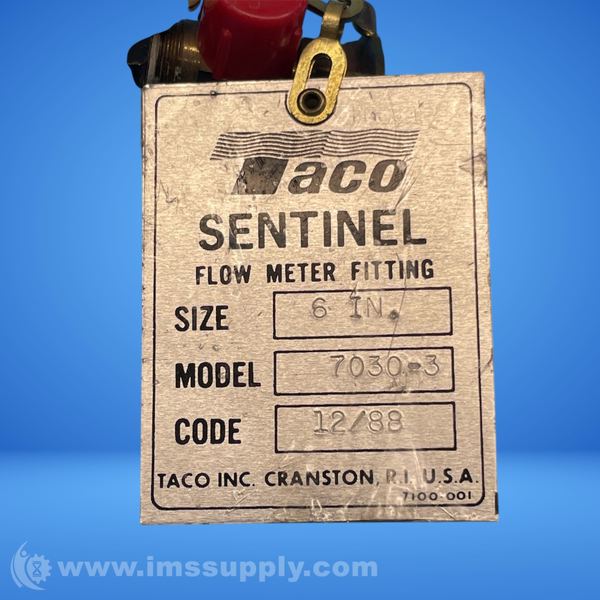 Taco
SENTINEL
FLOW METER FITTING
SIZE 6 IN.
MODEL 7030-3
CODE 12/88
TACO INC. CRANSTON, R.I. U.S.A.
7100-001
www.imssupply.com